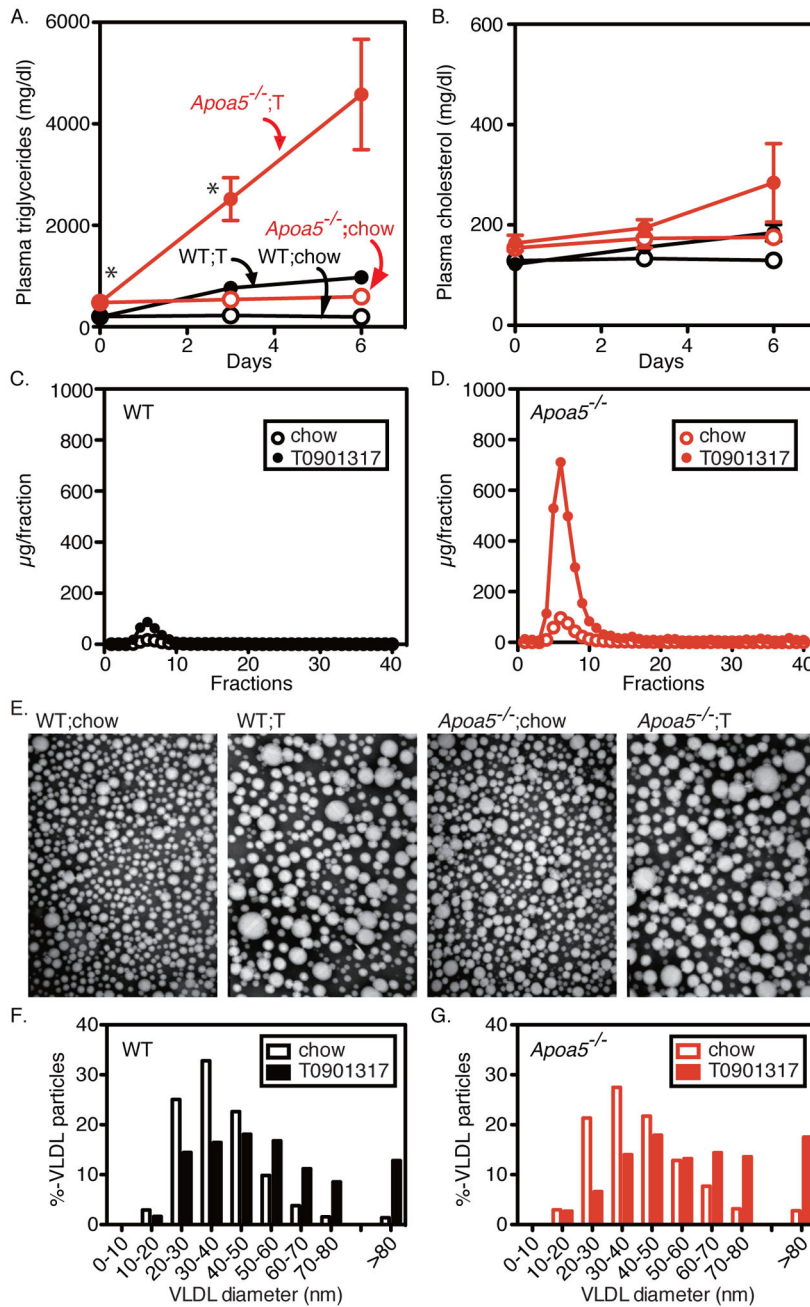 A.
Plasma triglycerides (mg/dl)
6000
4000
2000
0
Apoa5-/-;T
*
*
WT;T
WT;chow
Apoa5-/-;chow
0 2 4 6
Days
B.
Plasma cholesterol (mg/dl)
600
400
200
0
0 2 4 6
Days
C.
WT
µg/fraction
1000
800
600
400
200
0
chow
T0901317
0 10 20 30 40
Fractions
D.
Apoa5-/-
µg/fraction
1000
800
600
400
200
0
chow
T0901317
0 10 20 30 40
Fractions
E.
WT;chow
WT;T
Apoa5-/-;chow
Apoa5-/-;T
F.
WT
%-VLDL particles
40
30
20
10
0
chow
T0901317
0-10 10-20 20-30 30-40 40-50 50-60 60-70 70-80 >80
VLDL diameter (nm)
G.
Apoa5-/-
%-VLDL particles
40
30
20
10
0
chow
T0901317
0-10 10-20 20-30 30-40 40-50 50-60 60-70 70-80 >80
VLDL diameter (nm)